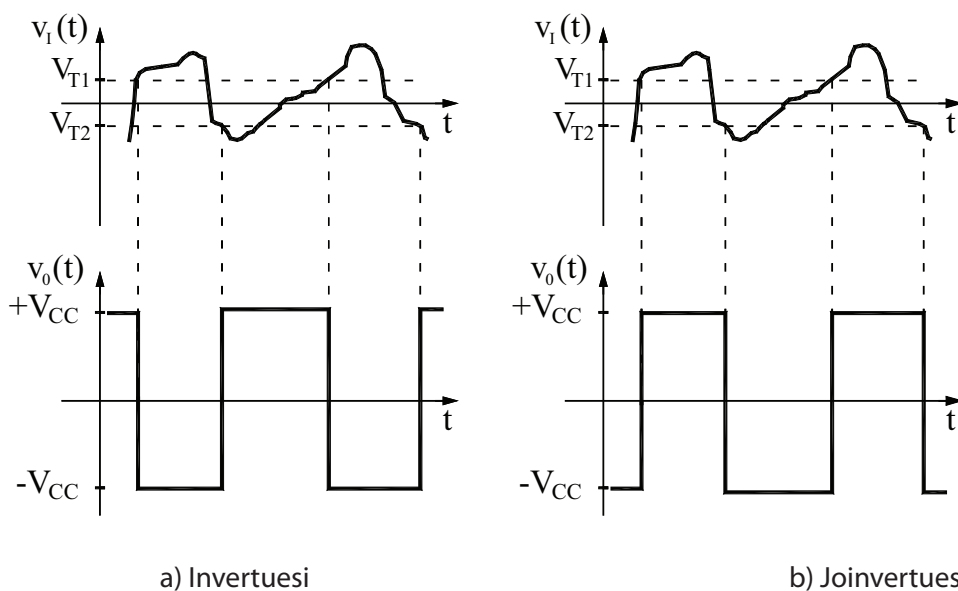 v_I(t)
V_T1
V_T2
t
v_0(t)
+V_CC
t
-V_CC
a) Invertuesi
v_I(t)
V_T1
V_T2
t
v_0(t)
+V_CC
t
-V_CC
b) Joinvertues